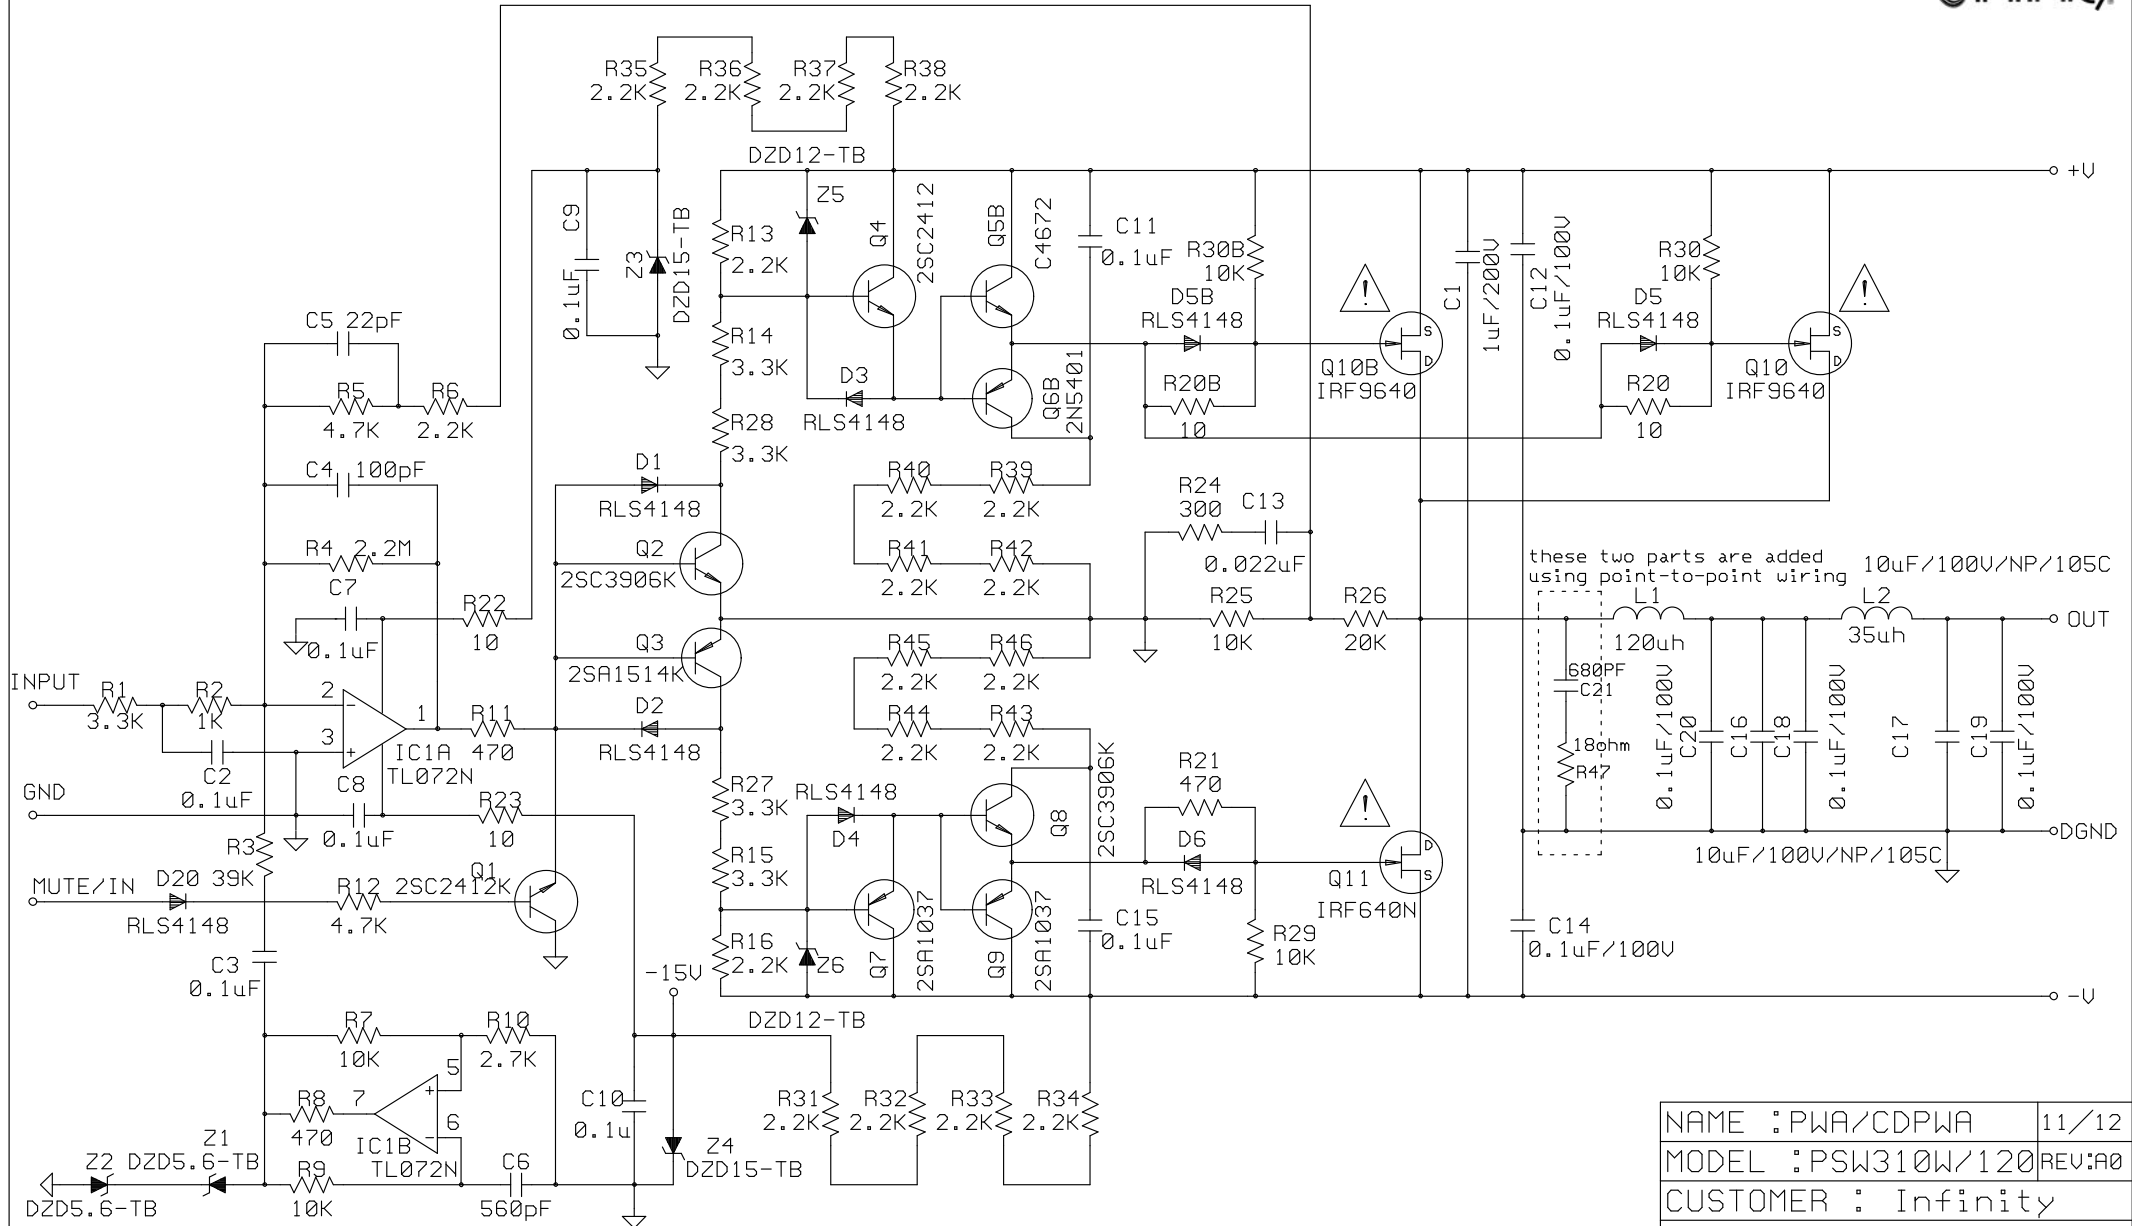 R35
2.2K
R36
2.2K
R37
2.2K
R38
2.2K
DZD12-TB
+V
C9
0.1uF
Z3
DZD15-TB
R13
2.2K
Z5
Q4
2SC2412
Q5B
C4672
C11
0.1uF
R30B
10K
D5B
RLS4148
!
Q10B
IRF9640
S
D
C1
1uF/200V
C12
0.1uF/100V
R30
10K
D5
RLS4148
!
Q10
IRF9640
S
D
C5 22pF
R5
4.7K
R6
2.2K
R14
3.3K
D3
RLS4148
Q6B
2N5401
R20B
10
R20
10
R28
3.3K
C4 100pF
D1
RLS4148
R40
2.2K
R39
2.2K
R24
300
C13
0.022uF
R4 2.2M
C7
0.1uF
R22
10
Q2
2SC3906K
R41
2.2K
R42
2.2K
R25
10K
R26
20K
these two parts are added
using point-to-point wiring
10uF/100V/NP/105C
L1
120uh
L2
35uh
OUT
Q3
2SA1514K
R45
2.2K
R46
2.2K
INPUT
R1
3.3K
R2
1K
2
-
3
+
1
IC1A
TL072N
R11
470
D2
RLS4148
R44
2.2K
R43
2.2K
680PF
C21
18ohm
R47
0.1uF/100V
C20
C16
C18
0.1uF/100V
C17
C19
0.1uF/100V
C2
0.1uF
GND
C8
0.1uF
R23
10
R27
3.3K
RLS4148
D4
Q8
2SC3906K
R21
470
D6
RLS4148
!
Q11
IRF640N
D
S
DGND
10uF/100V/NP/105C
R3
39K
MUTE/IN
D20
RLS4148
R12
4.7K
Q1
2SC2412K
R15
3.3K
R16
2.2K
Z6
Q7
2SA1037
Q9
2SA1037
C15
0.1uF
R29
10K
C14
0.1uF/100V
C3
0.1uF
-15V
-V
DZD12-TB
R7
10K
R10
2.7K
5
+
6
-
7
R8
470
IC1B
TL072N
C10
0.1u
R31
2.2K
R32
2.2K
R33
2.2K
R34
2.2K
Z1
DZD5.6-TB
Z2
DZD5.6-TB
R9
10K
C6
560pF
Z4
DZD15-TB
NAME : PWA/CDPWA 11/12
MODEL : PSW310W/120 REV:A0
CUSTOMER : Infinity